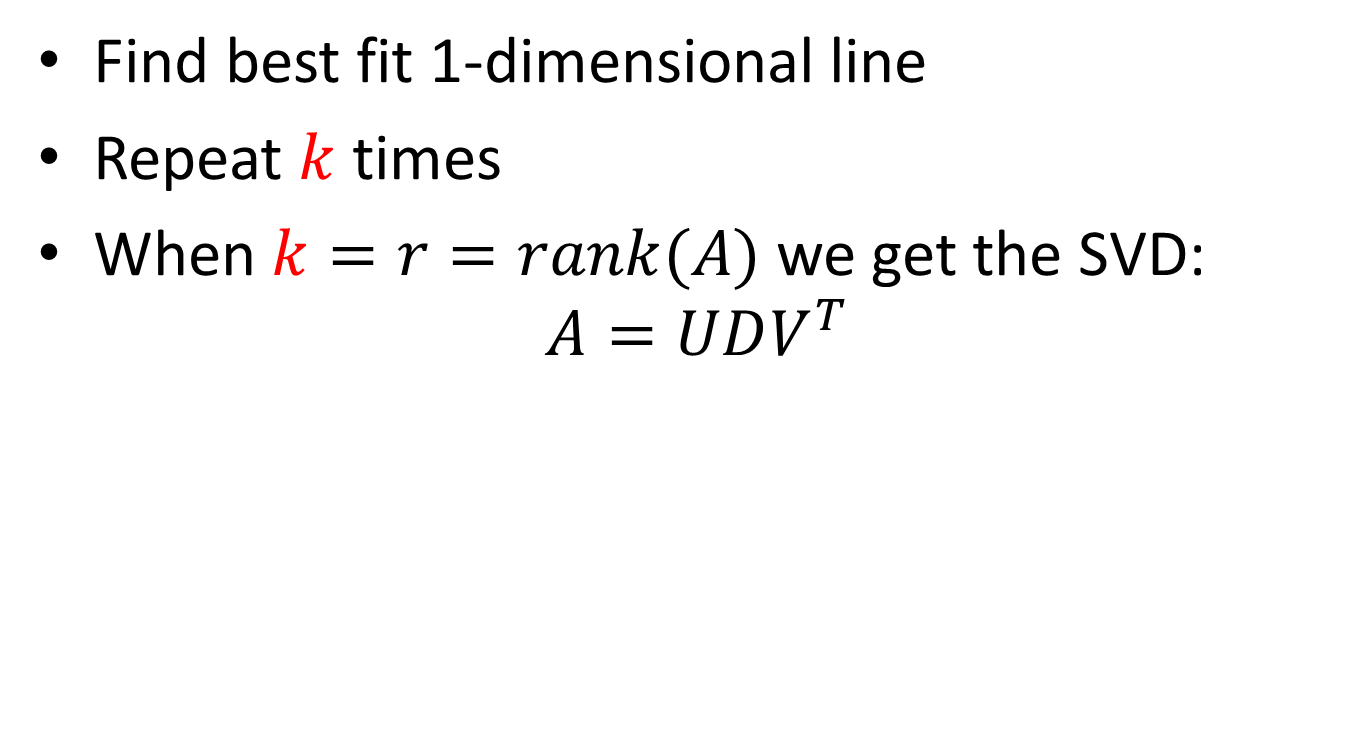 • Find best fit 1-dimensional line
• Repeat k times
• When k = r = rank(A) we get the SVD:
A = UDV^T